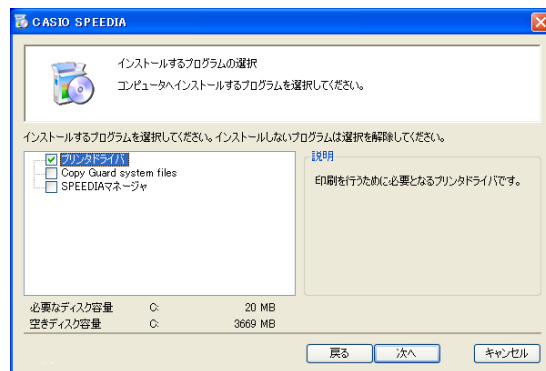 CASIO SPEEDIA
インストールするプログラムの選択
コンピュータへインストールするプログラムを選択してください。
インストールするプログラムを選択してください。インストールしないプログラムは選択を解除してください。
プリンタドライバ
Copy Guard system files
SPEEDIAマネージャ
説明
印刷を行うために必要となるプリンタドライバです。
必要なディスク容量 C: 20 MB
空きディスク容量 C: 3669 MB
戻る 次へ キャンセル